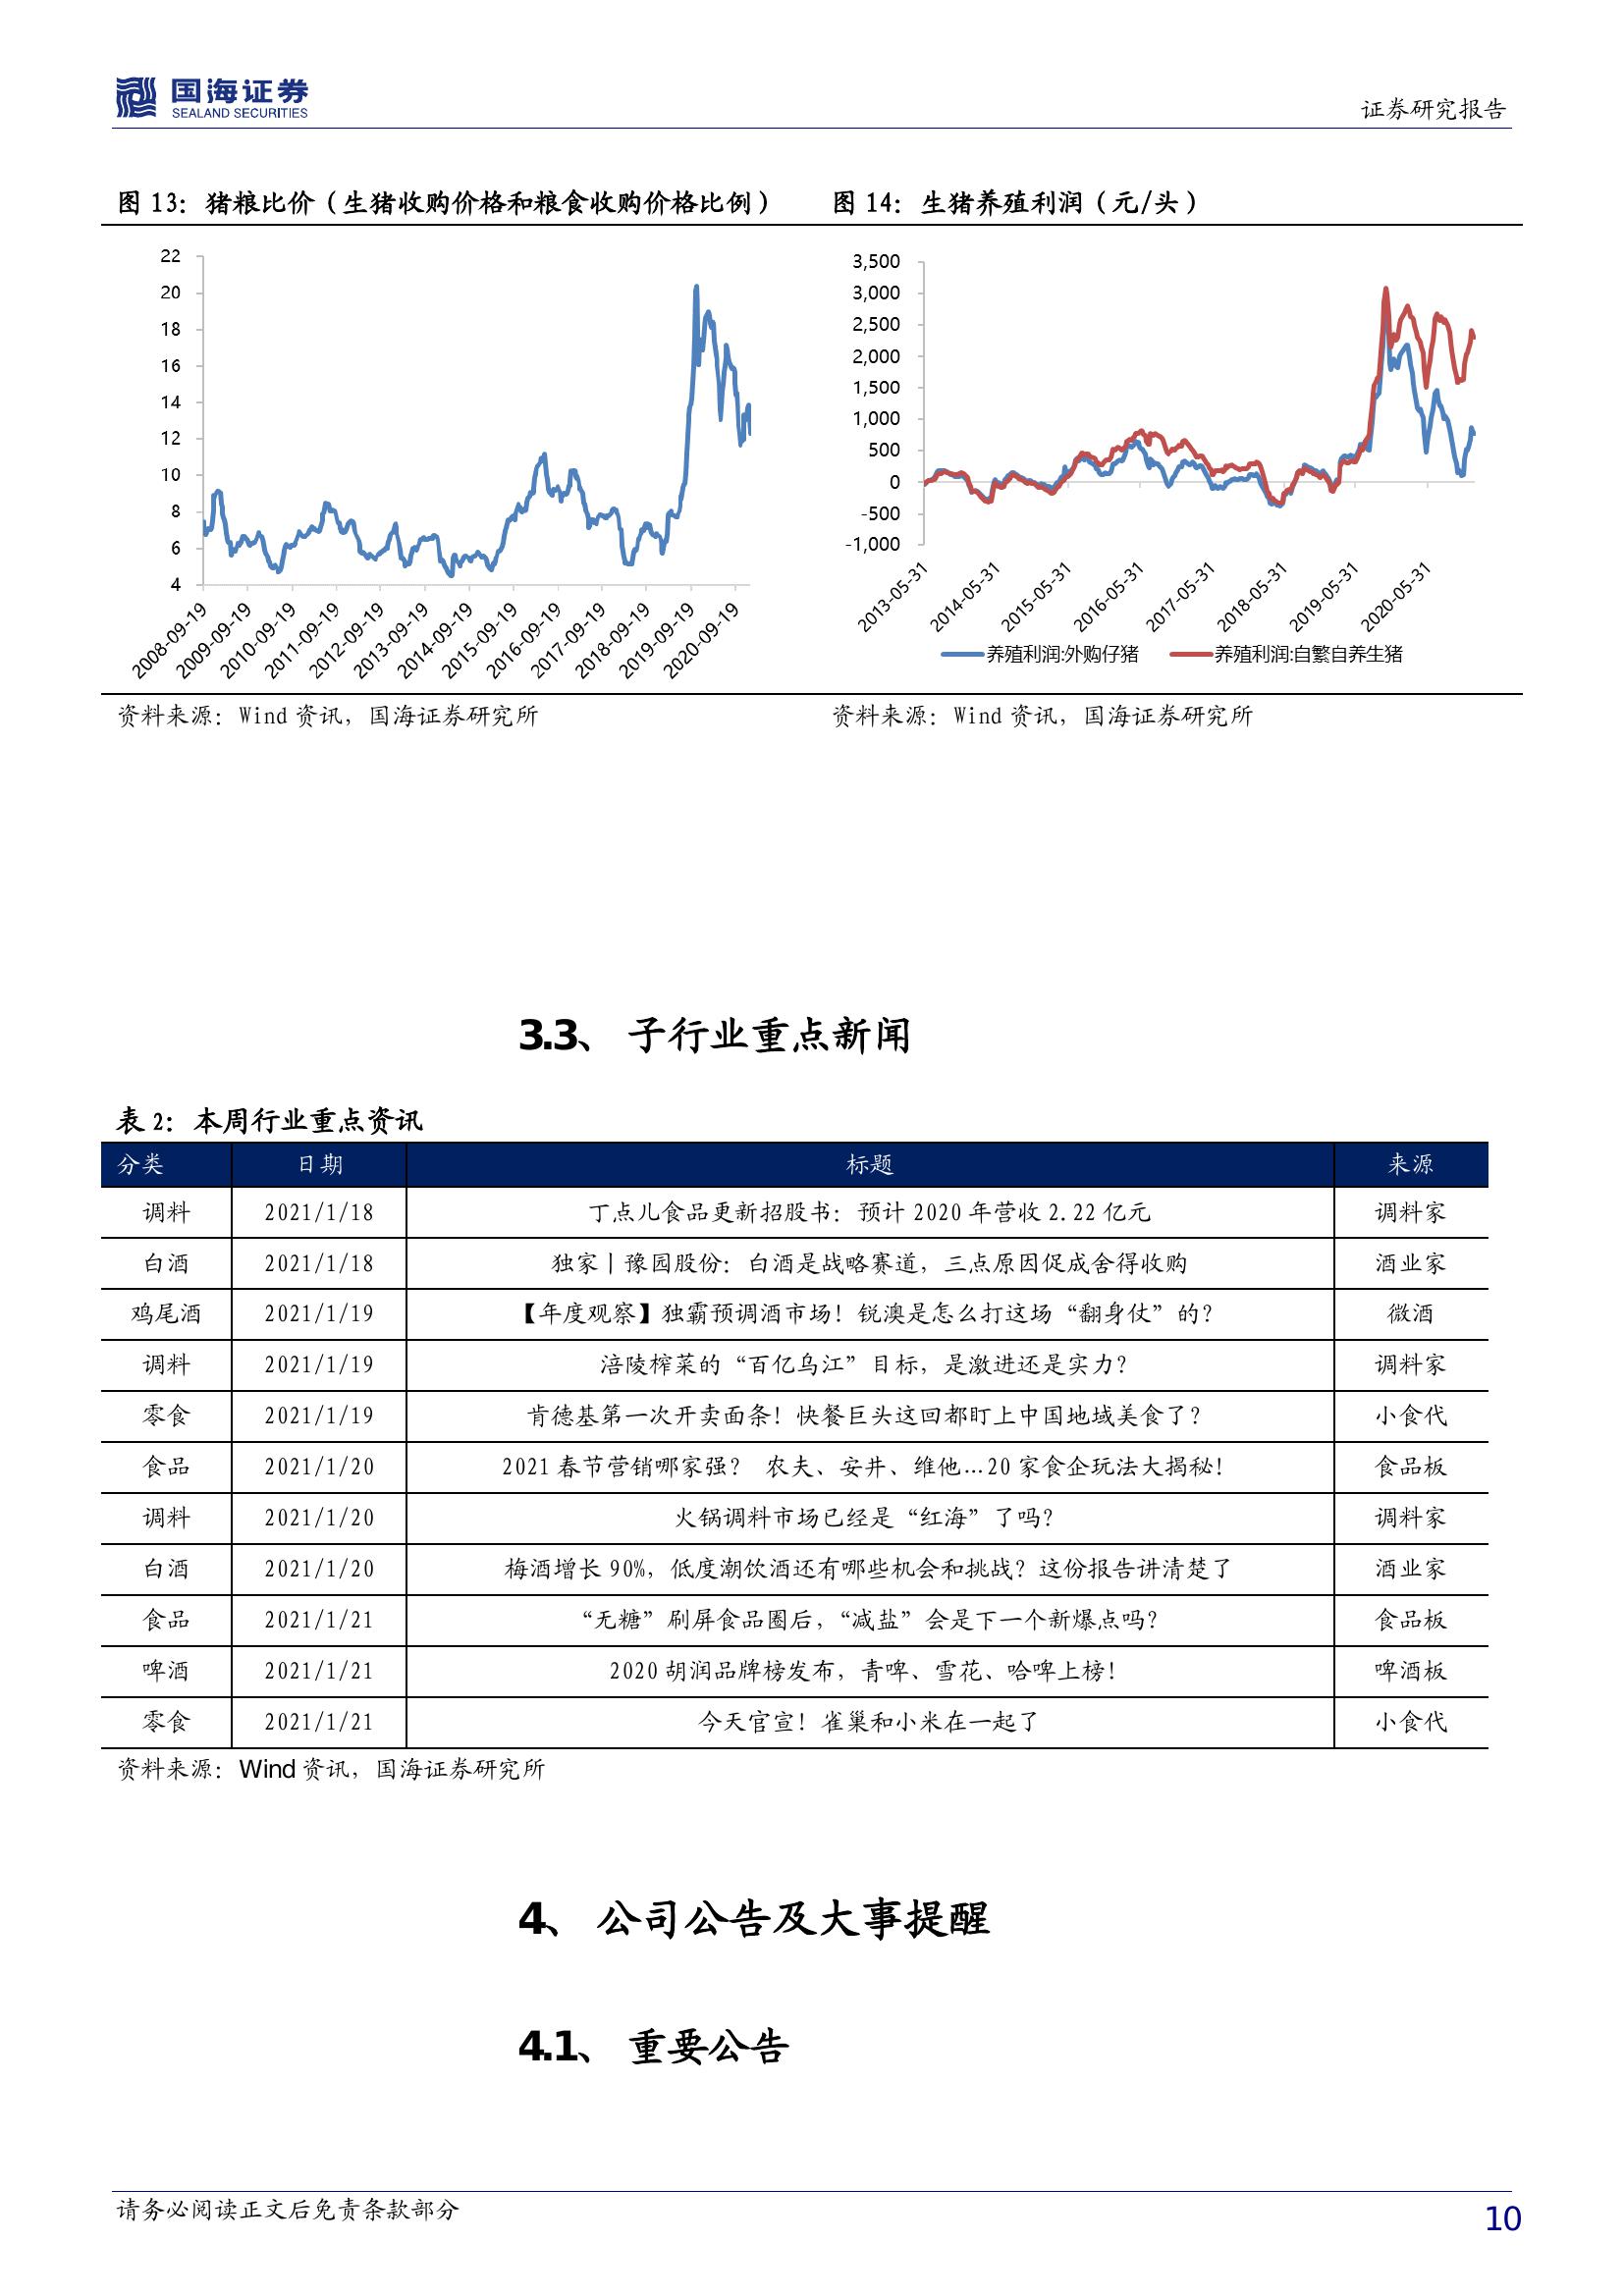 国海证券
SEALAND SECURITIES
证券研究报告
图 13：猪粮比价（生猪收购价格和粮食收购价格比例）
22
20
18
16
14
12
10
8
6
4
2008-09-19
2009-09-19
2010-09-19
2011-09-19
2012-09-19
2013-09-19
2014-09-19
2015-09-19
2016-09-19
2017-09-19
2018-09-19
2019-09-19
2020-09-19
资料来源：Wind 资讯，国海证券研究所
图 14：生猪养殖利润（元/头）
3,500
3,000
2,500
2,000
1,500
1,000
500
0
-500
-1,000
2013-05-31
2014-05-31
2015-05-31
2016-05-31
2017-05-31
2018-05-31
2019-05-31
2020-05-31
养殖利润:外购仔猪 养殖利润:自繁自养生猪
资料来源：Wind 资讯，国海证券研究所
3.3、 子行业重点新闻
表 2：本周行业重点资讯
分类 日期 标题 来源
调料 2021/1/18 丁点儿食品更新招股书：预计 2020 年营收 2.22 亿元 调料家
白酒 2021/1/18 独家丨豫园股份：白酒是战略赛道，三点原因促成舍得收购 酒业家
鸡尾酒 2021/1/19 【年度观察】独霸预调酒市场！锐澳是怎么打这场“翻身仗”的？ 微酒
调料 2021/1/19 涪陵榨菜的“百亿乌江”目标，是激进还是实力？ 调料家
零食 2021/1/19 肯德基第一次开卖面条！快餐巨头这回都盯上中国地域美食了？ 小食代
食品 2021/1/20 2021 春节营销哪家强？ 农夫、安井、维他…20 家食企玩法大揭秘！ 食品板
调料 2021/1/20 火锅调料市场已经是“红海”了吗？ 调料家
白酒 2021/1/20 梅酒增长 90%，低度潮饮酒还有哪些机会和挑战？这份报告讲清楚了 酒业家
食品 2021/1/21 “无糖”刷屏食品圈后，“减盐”会是下一个新爆点吗？ 食品板
啤酒 2021/1/21 2020 胡润品牌榜发布，青啤、雪花、哈啤上榜！ 啤酒板
零食 2021/1/21 今天官宣！雀巢和小米在一起了 小食代
资料来源：Wind 资讯，国海证券研究所
4、 公司公告及大事提醒
4.1、 重要公告
请务必阅读正文后免责条款部分
10